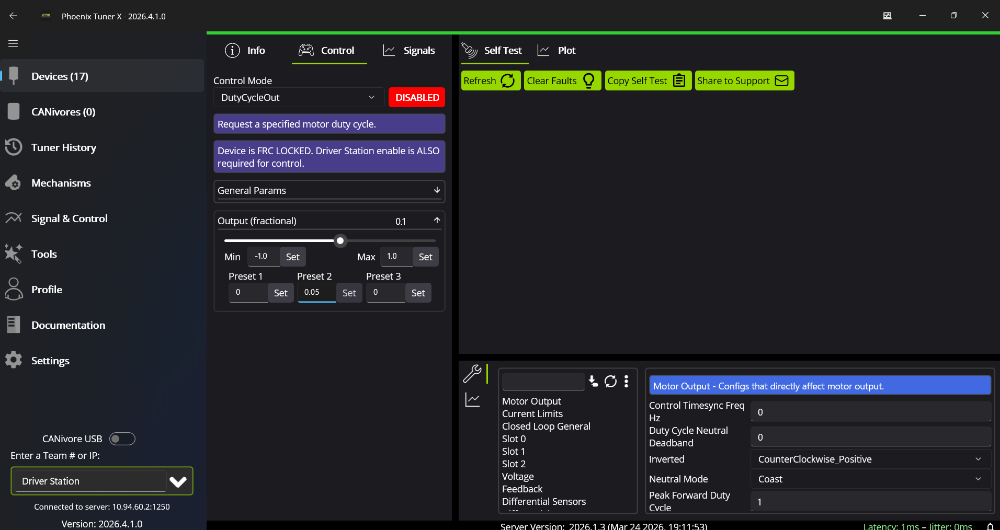 CTR
Phoenix Tuner X - 2026.4.1.0
Devices (17)
CANivores (0)
Tuner History
Mechanisms
Signal & Control
Tools
Profile
Documentation
Settings
CANivore USB
Enter a Team # or IP:
Driver Station
Connected to server: 10.94.60.2:1250
Version: 2026.4.1.0
Info
Control
Signals
Control Mode
DutyCycleOut
DISABLED
Request a specified motor duty cycle.
Device is FRC LOCKED. Driver Station enable is ALSO
required for control.
General Params
Output (fractional)
0.1
Min
-1.0
Set
Max
1.0
Set
Preset 1
Preset 2
Preset 3
0
Set
0.05
Set
0
Set
Self Test
Plot
Refresh
Clear Faults
Copy Self Test
Share to Support
Motor Output
Current Limits
Closed Loop General
Slot 0
Slot 1
Slot 2
Voltage
Feedback
Differential Sensors
Motor Output - Configs that directly affect motor output.
Control Timesync Freq
Hz
0
Duty Cycle Neutral
Deadband
0
Inverted
CounterClockwise_Positive
Neutral Mode
Coast
Peak Forward Duty
Cycle
1
Server Version: 2026.1.3 (Mar 24 2026, 19:11:53)
Latency: 1ms – Jitter: 0ms